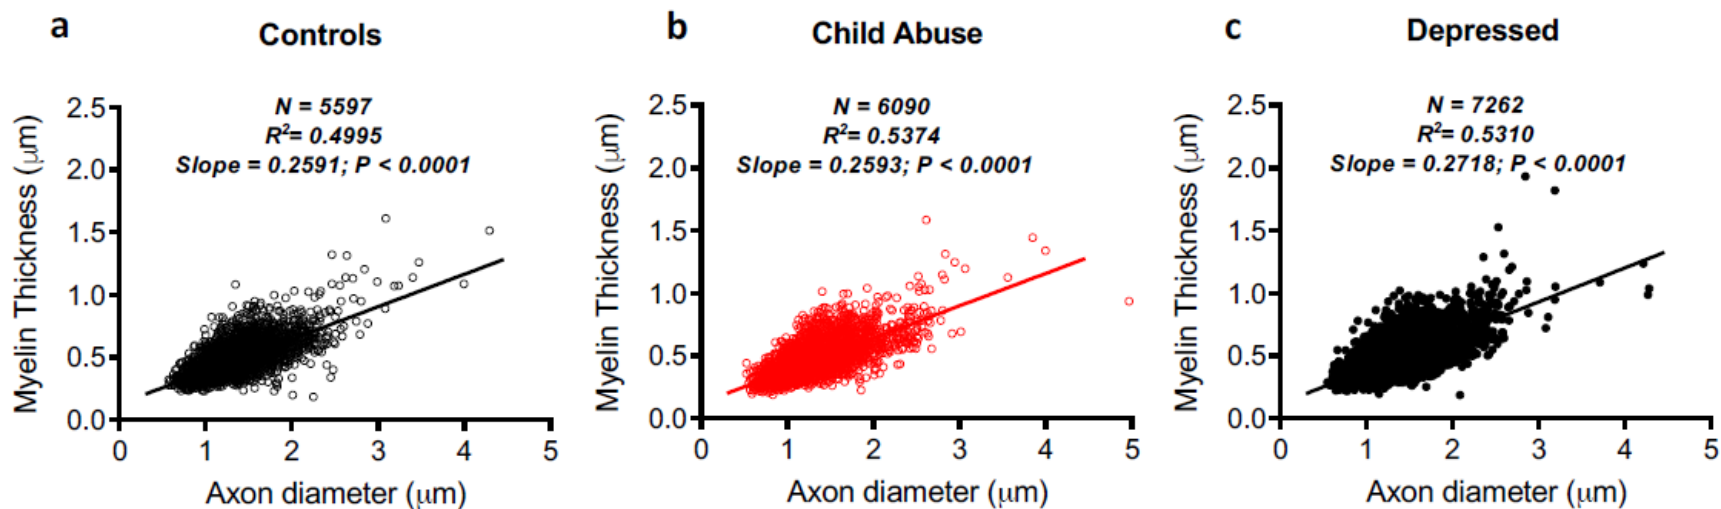 a
Controls
N = 5597
R²= 0.4995
Slope = 0.2591; P < 0.0001
Myelin Thickness (μm)
2.5
2.0
1.5
1.0
0.5
0.0
0 1 2 3 4 5
Axon diameter (μm)
b
Child Abuse
N = 6090
R²= 0.5374
Slope = 0.2593; P < 0.0001
Myelin Thickness (μm)
2.5
2.0
1.5
1.0
0.5
0.0
0 1 2 3 4 5
Axon diameter (μm)
c
Depressed
N = 7262
R²= 0.5310
Slope = 0.2718; P < 0.0001
Myelin Thickness (μm)
2.5
2.0
1.5
1.0
0.5
0.0
0 1 2 3 4 5
Axon diameter (μm)